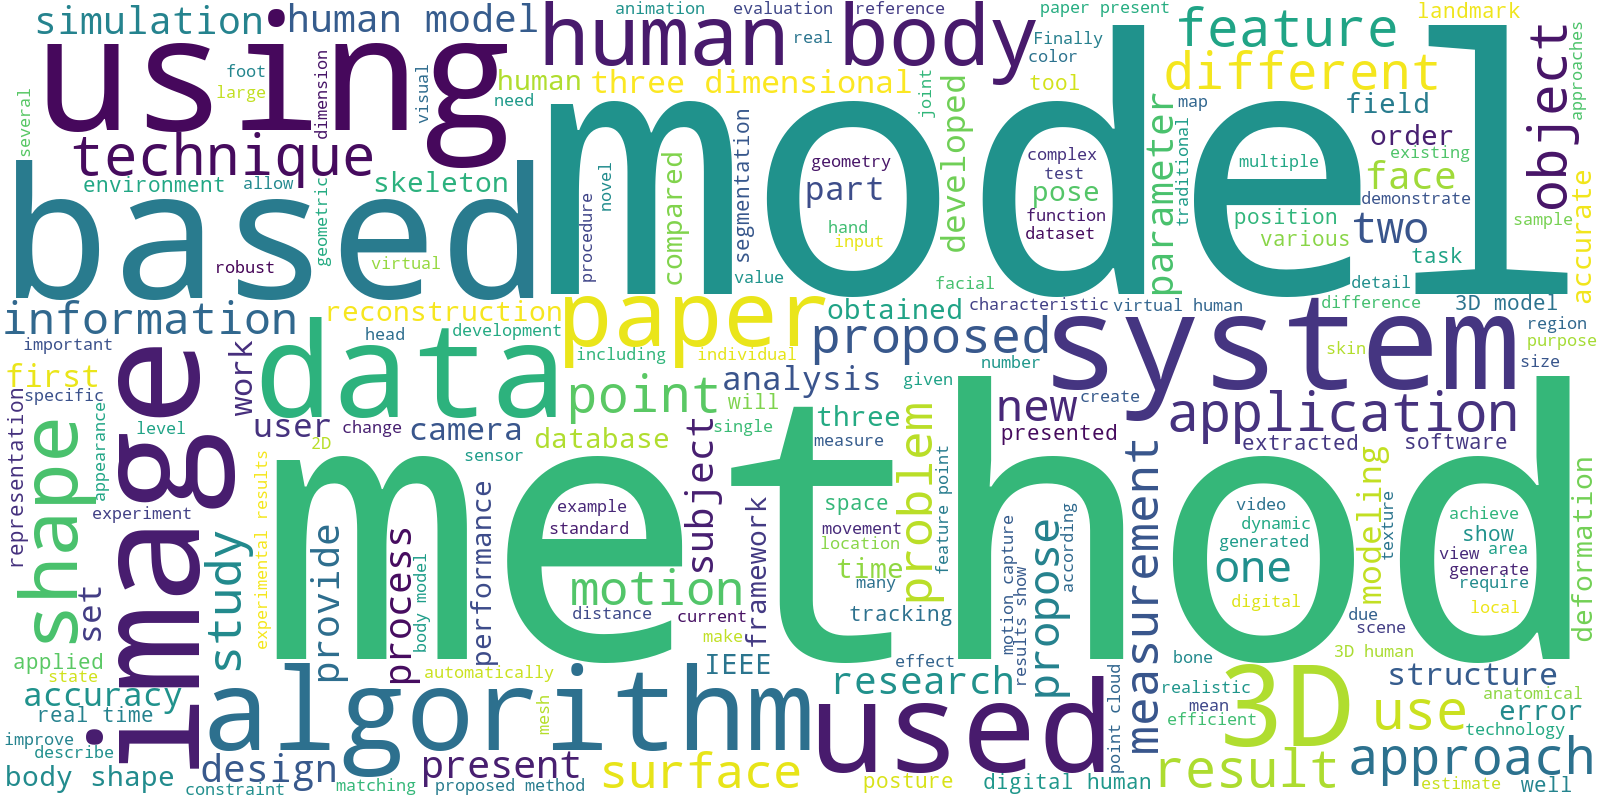 simulation
human model
animation
evaluation
reference
paper present
landmark
using
human body
real
Finally
color
feature
foot
large
dimension
visual
human
need
three dimensional
joint
tool
different
map
field
object
approaches
several
technique
order
existing
model
geometry
part
hand
input
complex
test
pose
function
dataset
multiple
position
various
face
demonstrate
two
task
accurate
sample
environment
allow
geometric
skeleton
based
robust
virtual
procedure
novel
compared
segmentation
developed
parameter
traditional
value
facial
detail
difference
3D model
information
reconstruction
paper
obtained
characteristic
virtual human
important
head
development
including
individual
proposed
number
system
skin
region
purpose
size
first
specific
work
data
point
analysis
given
new
create
application
image
shape
representation
appearance
level
user
change
camera
database
will
single
three
measure
presented
extracted
software
2D
sensor
experiment
experimental results
method
example
standard
subject
framework
space
movement
location
time
many
problem
feature point
tracking
motion capture
results show
propose
according
measurement
video
dynamic
generated
one
digital
modeling
texture
achieve
show
view
area
generate
require
local
due
scene
deformation
set
study
provide
process
body model
performance
motion
distance
current
make
applied
state
accuracy
real time
automatically
IEEE
effect
research
point cloud
bone
3D human
structure
realistic
mean
efficient
3D
use
anatomical
error
technology
improve
describe
algorithm
mesh
used
body shape
constraint
design
matching
present
proposed method
surface
posture
digital human
result
approach
estimate
well